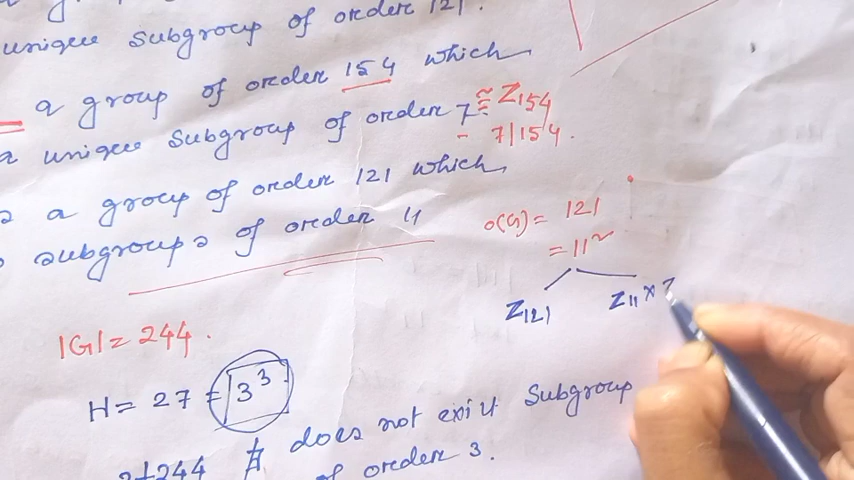 unique subgroup of order 121.
a group of order 154 which
≅ Z154
a unique subgroup of order 7.
- 7|154.
a group of order 121 which
subgroups of order 11
o(G) = 121
= 11²
Z121 Z11 × Z
|G| = 244.
H = 27 = 3³.
∄ does not exist subgroup
3∤244 of order 3.